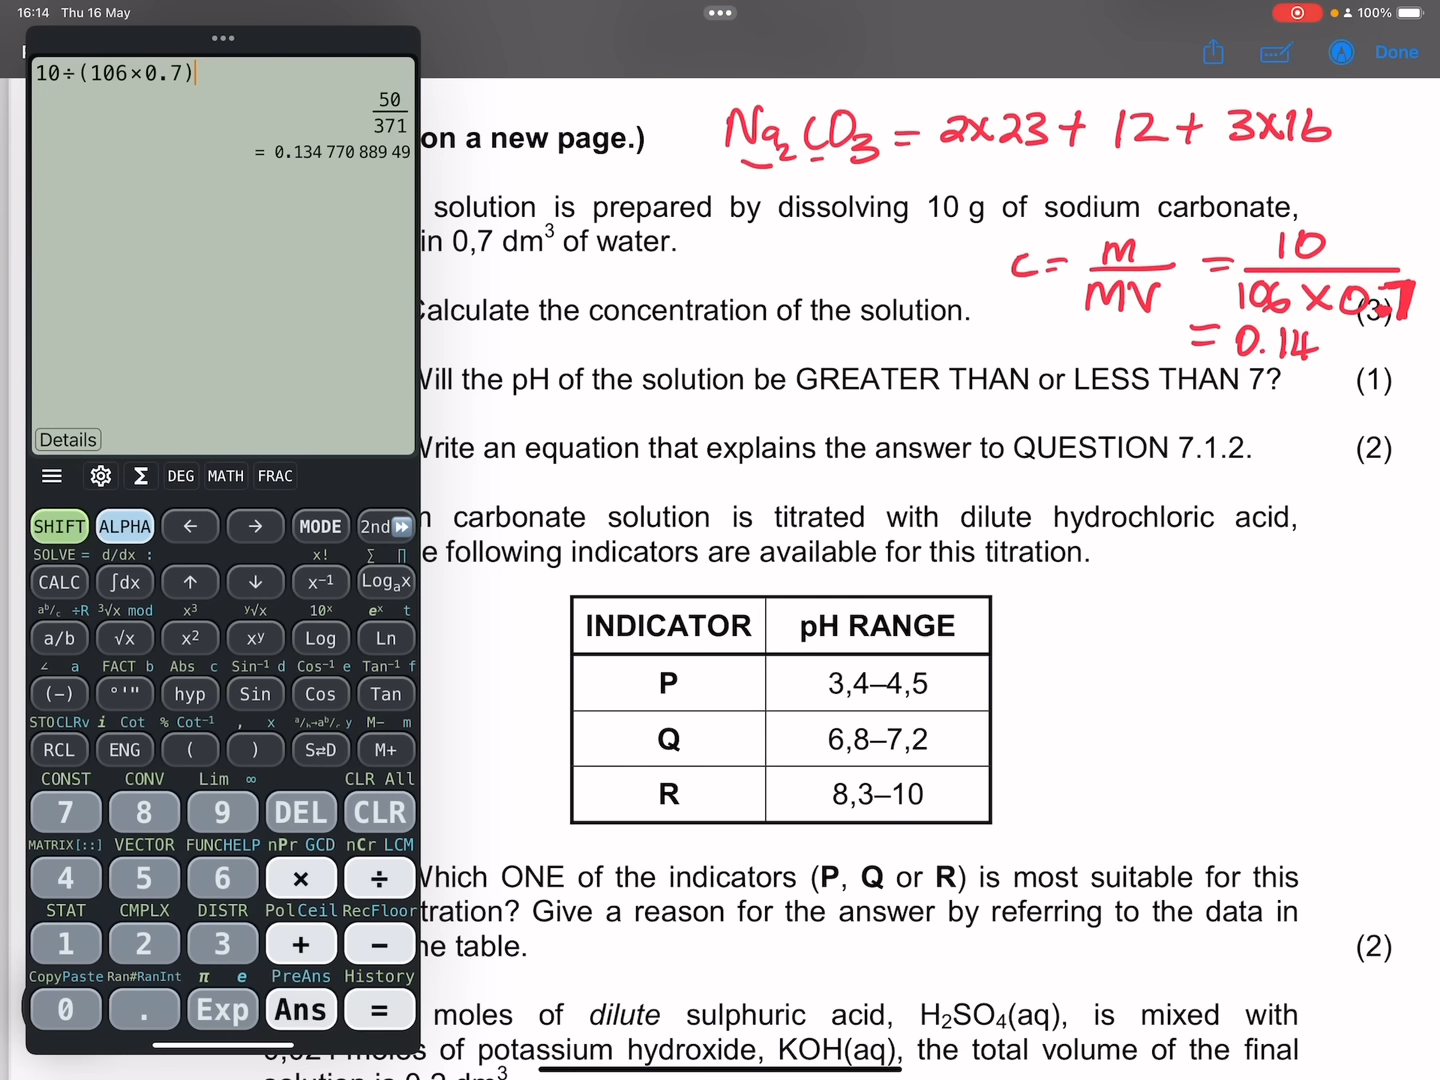 16:14 Thu 16 May
100%
Done
10÷(106×0.7)
50
371
= 0.134 770 889 49
Details
DEG MATH FRAC
SHIFT ALPHA ← → MODE 2nd
SOLVE = d/dx : x! ∑ ∏
CALC ∫dx ↑ ↓ x⁻¹ Logₐx
aᵇ/c ÷R ³√x mod x³ ʸ√x 10ˣ eˣ t
a/b √x x² xʸ Log Ln
∠ a FACT b Abs c Sin⁻¹ d Cos⁻¹ e Tan⁻¹ f
(−) °'" hyp Sin Cos Tan
STO CLRv i Cot % Cot⁻¹ , x y M− m
RCL ENG ( ) S⇄D M+
CONST CONV Lim ∞ CLR All
7 8 9 DEL CLR
MATRIX[::] VECTOR FUNC HELP nPr GCD nCr LCM
4 5 6 × ÷
STAT CMPLX DISTR Pol Ceil Rec Floor
1 2 3 + −
Copy Paste Ran# RanInt π e PreAns History
0 . Exp Ans =
on a new page.)
Na₂CO₃ = 2x23 + 12 + 3x16
solution is prepared by dissolving 10 g of sodium carbonate,
in 0,7 dm³ of water.
c = m/MV = 10/106 × 0.7
= 0.14
Calculate the concentration of the solution. (3)
Will the pH of the solution be GREATER THAN or LESS THAN 7? (1)
Write an equation that explains the answer to QUESTION 7.1.2. (2)
carbonate solution is titrated with dilute hydrochloric acid,
e following indicators are available for this titration.
INDICATOR pH RANGE
P 3,4–4,5
Q 6,8–7,2
R 8,3–10
Which ONE of the indicators (P, Q or R) is most suitable for this
tration? Give a reason for the answer by referring to the data in
he table. (2)
moles of dilute sulphuric acid, H₂SO₄(aq), is mixed with
of potassium hydroxide, KOH(aq), the total volume of the final